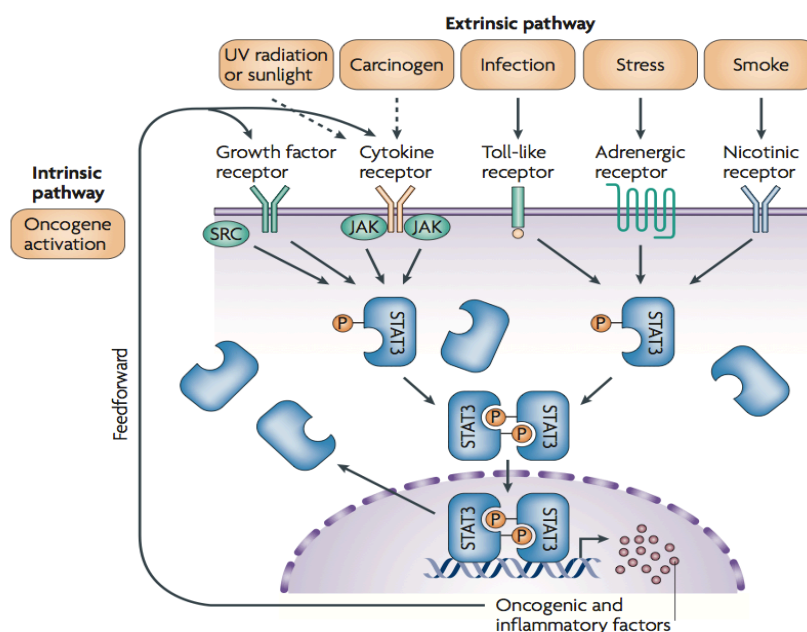 Extrinsic pathway
UV radiation
or sunlight
Carcinogen
Infection
Stress
Smoke
Intrinsic
pathway
Oncogene
activation
Growth factor
receptor
Cytokine
receptor
Toll-like
receptor
Adrenergic
receptor
Nicotinic
receptor
SRC
JAK
JAK
P
STAT3
P
STAT3
Feedforward
STAT3
P
P
STAT3
STAT3
P
P
STAT3
Oncogenic and
inflammatory factors